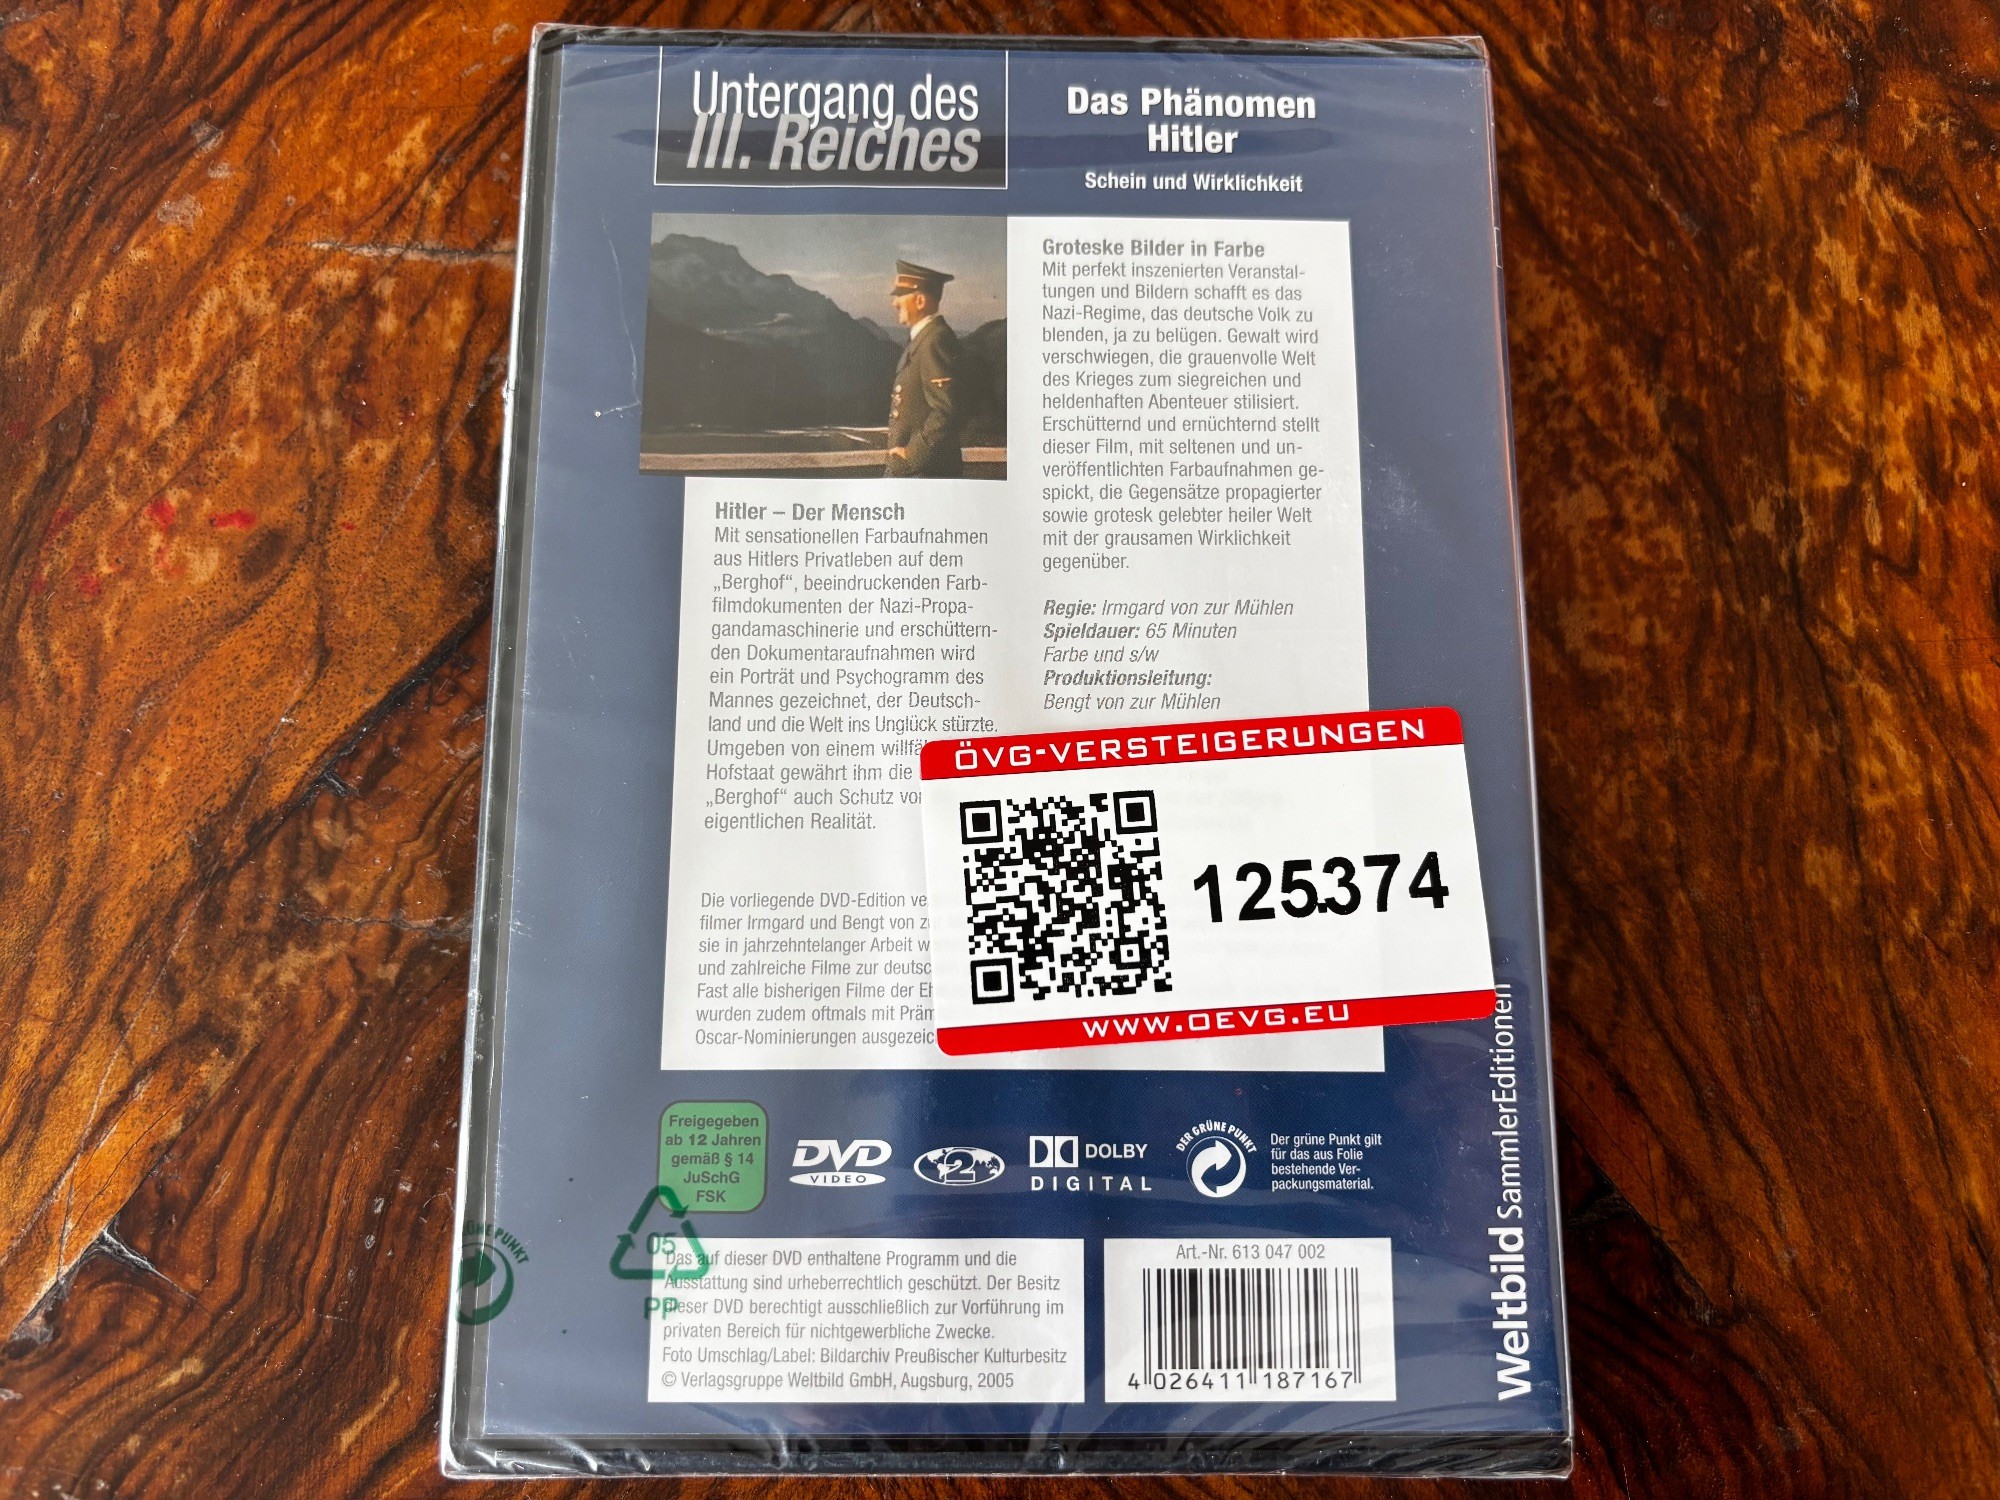 Untergang des
III. Reiches
Das Phänomen
Hitler
Schein und Wirklichkeit
Hitler – Der Mensch
Mit sensationellen Farbaufnahmen
aus Hitlers Privatleben auf dem
„Berghof“, beeindruckenden Farb-
filmdokumenten der Nazi-Propa-
gandamaschinerie und erschüttern-
den Dokumentaraufnahmen wird
ein Porträt und Psychogramm des
Mannes gezeichnet, der Deutsch-
land und die Welt ins Unglück stürzte.
Umgeben von einem
Hofstaat gewährt ihm die
„Berghof“ auch Schutz vor
eigentlichen Realität.
Groteske Bilder in Farbe
Mit perfekt inszenierten Veranstal-
tungen und Bildern schafft es das
Nazi-Regime, das deutsche Volk zu
blenden, ja zu belügen. Gewalt wird
verschwiegen, die grauenvolle Welt
des Krieges zum siegreichen und
heldenhaften Abenteuer stilisiert.
Erschütternd und ernüchternd stellt
dieser Film, mit seltenen und un-
veröffentlichten Farbaufnahmen ge-
spickt, die Gegensätze propagierter
sowie grotesk gelebter heiler Welt
mit der grausamen Wirklichkeit
gegenüber.
Regie: Irmgard von zur Mühlen
Spieldauer: 65 Minuten
Farbe und s/w
Produktionsleitung:
Bengt von zur Mühlen
ÖVG-VERSTEIGERUNGEN
125.374
WWW.OEVG.EU
Die vorliegende DVD-Edition
filmer Irmgard und Bengt von
sie in jahrzehntelanger Arbeit
und zahlreiche Filme zur
Fast alle bisherigen Filme der
wurden zudem oftmals mit
Oscar-Nominierungen
Freigegeben
ab 12 Jahren
gemäß § 14
JuSchG
FSK
DVD
VIDEO
2
DOLBY
DIGITAL
DER GRÜNE PUNKT
Der grüne Punkt gilt
für das aus Folie
bestehende Ver-
packungsmaterial.
PUNKT
05
PP
Das auf dieser DVD enthaltene Programm und die
Ausstattung sind urheberrechtlich geschützt. Der Besitz
dieser DVD berechtigt ausschließlich zur Vorführung im
privaten Bereich für nichtgewerbliche Zwecke.
Foto Umschlag/Label: Bildarchiv Preußischer Kulturbesitz
© Verlagsgruppe Weltbild GmbH, Augsburg, 2005
Art.-Nr. 613 047 002
4 026411 187167
Weltbild SammlerEditionen